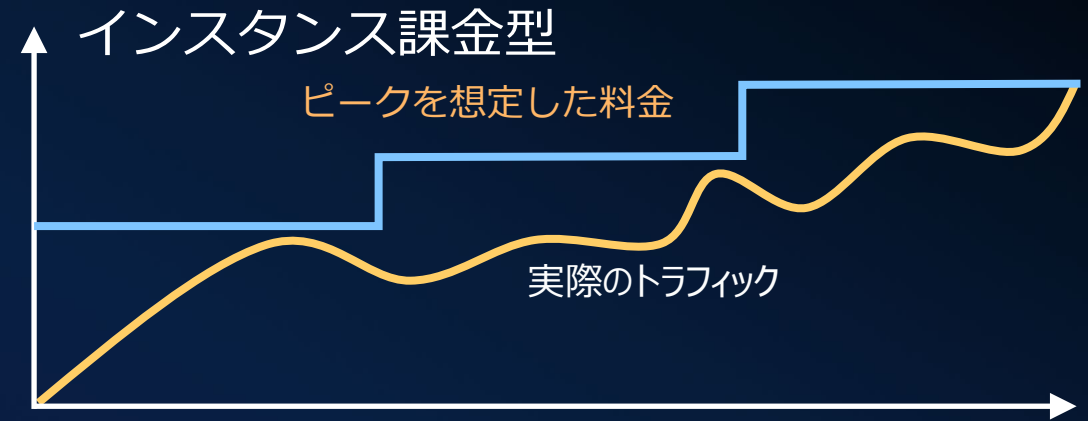 インスタンス課金型
ピークを想定した料金
実際のトラフィック